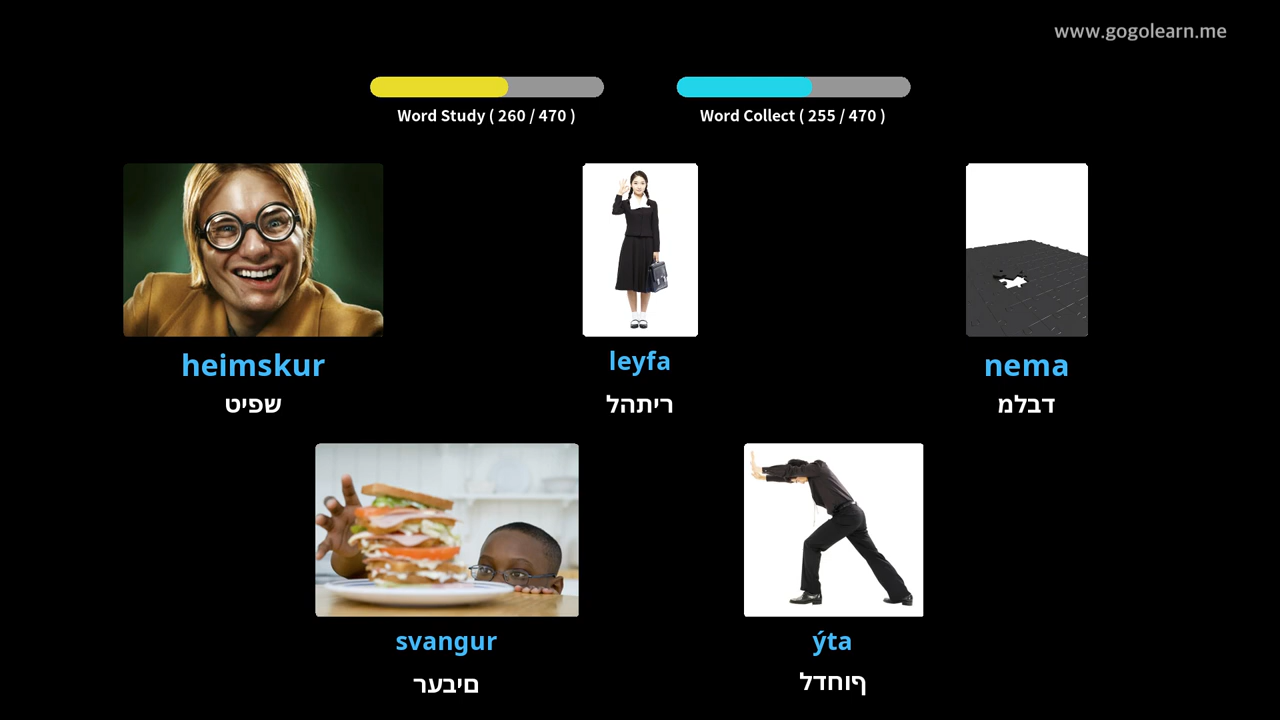 www.gogolearn.me
Word Study ( 260 / 470 )
Word Collect ( 255 / 470 )
heimskur
שפיט
leyfa
ריתהל
nema
דבלמ
svangur
םיבער
ýta
ףוחדל